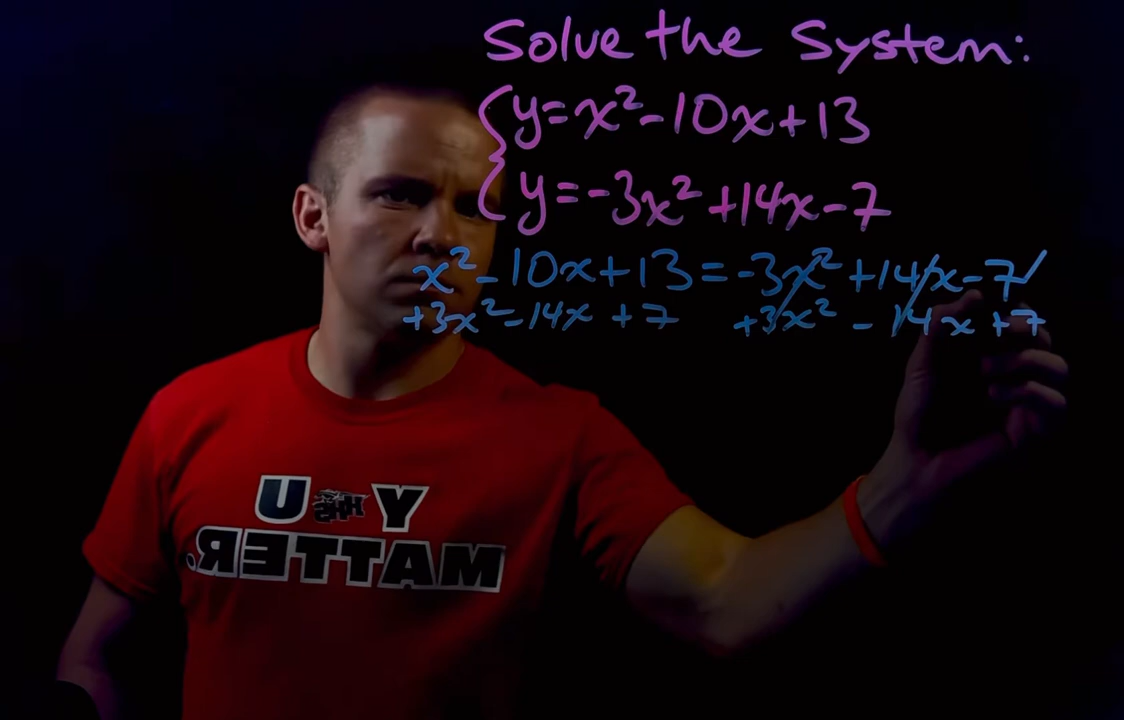 Solve the System:
y=x²-10x+13
y=-3x²+14x-7
x²-10x+13=-3x²+14x-7
+3x²-14x+7 +3x²-14x+7
YOU
MATTER.